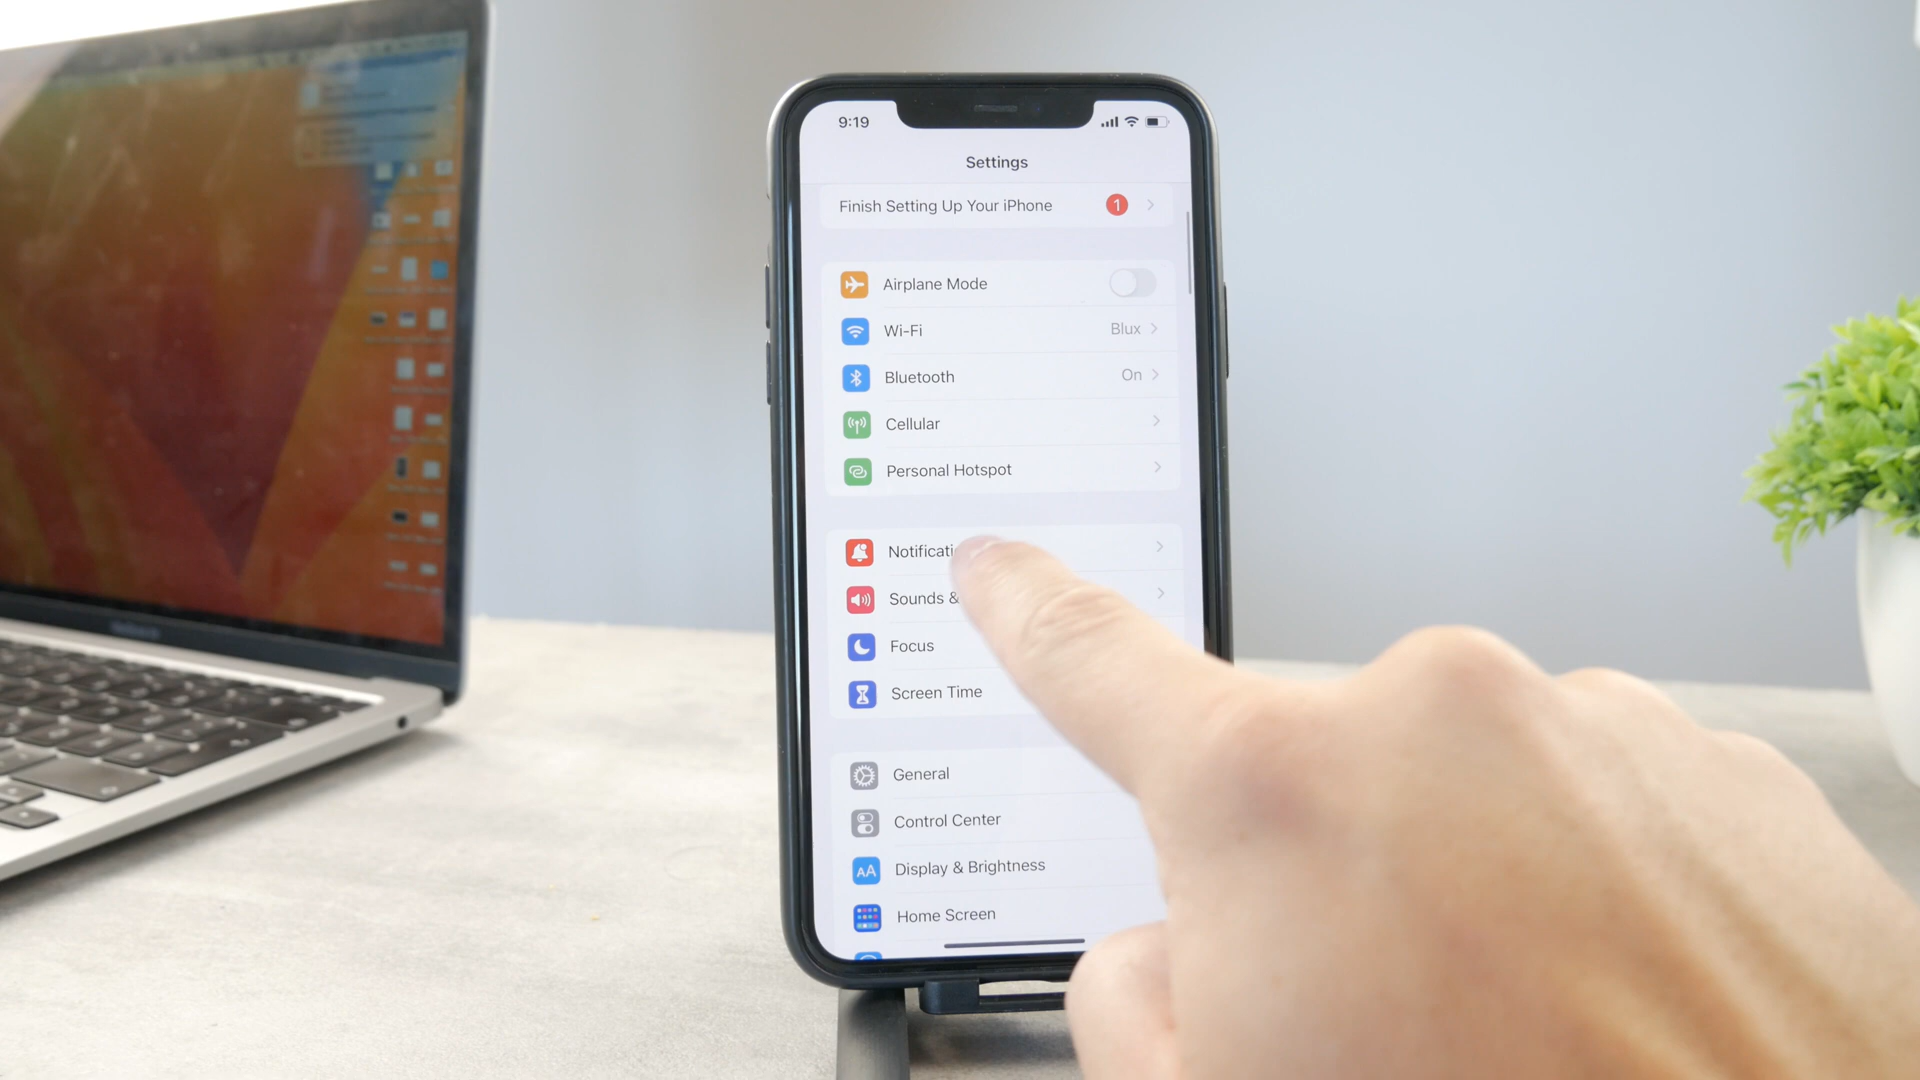 9:19
Settings
Finish Setting Up Your iPhone 1
Airplane Mode
Wi-Fi Blux
Bluetooth On
Cellular
Personal Hotspot
Notificati
Sounds &
Focus
Screen Time
General
Control Center
AA Display & Brightness
Home Screen